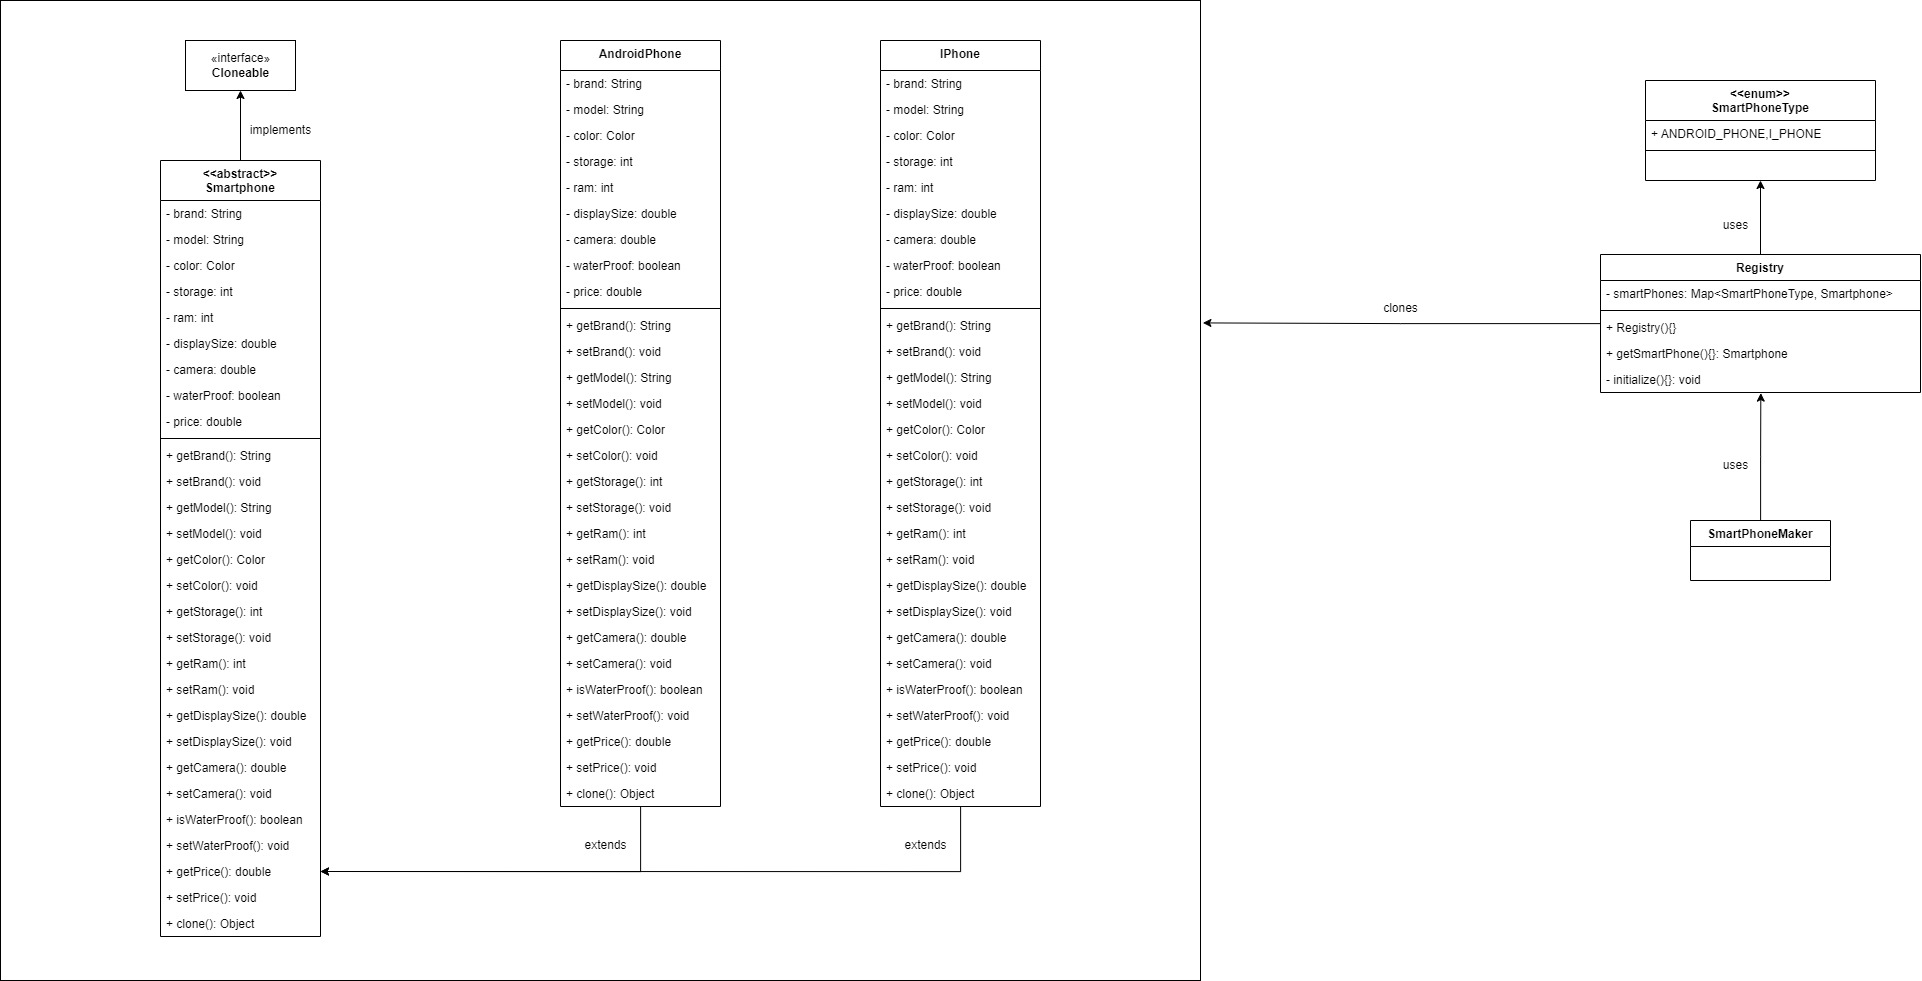 «interface»
Cloneable
implements
<<abstract>>
Smartphone
- brand: String
- model: String
- color: Color
- storage: int
- ram: int
- displaySize: double
- camera: double
- waterProof: boolean
- price: double
+ getBrand(): String
+ setBrand(): void
+ getModel(): String
+ setModel(): void
+ getColor(): Color
+ setColor(): void
+ getStorage(): int
+ setStorage(): void
+ getRam(): int
+ setRam(): void
+ getDisplaySize(): double
+ setDisplaySize(): void
+ getCamera(): double
+ setCamera(): void
+ isWaterProof(): boolean
+ setWaterProof(): void
+ getPrice(): double
+ setPrice(): void
+ clone(): Object
AndroidPhone
- brand: String
- model: String
- color: Color
- storage: int
- ram: int
- displaySize: double
- camera: double
- waterProof: boolean
- price: double
+ getBrand(): String
+ setBrand(): void
+ getModel(): String
+ setModel(): void
+ getColor(): Color
+ setColor(): void
+ getStorage(): int
+ setStorage(): void
+ getRam(): int
+ setRam(): void
+ getDisplaySize(): double
+ setDisplaySize(): void
+ getCamera(): double
+ setCamera(): void
+ isWaterProof(): boolean
+ setWaterProof(): void
+ getPrice(): double
+ setPrice(): void
+ clone(): Object
extends
IPhone
- brand: String
- model: String
- color: Color
- storage: int
- ram: int
- displaySize: double
- camera: double
- waterProof: boolean
- price: double
+ getBrand(): String
+ setBrand(): void
+ getModel(): String
+ setModel(): void
+ getColor(): Color
+ setColor(): void
+ getStorage(): int
+ setStorage(): void
+ getRam(): int
+ setRam(): void
+ getDisplaySize(): double
+ setDisplaySize(): void
+ getCamera(): double
+ setCamera(): void
+ isWaterProof(): boolean
+ setWaterProof(): void
+ getPrice(): double
+ setPrice(): void
+ clone(): Object
extends
clones
<<enum>>
SmartPhoneType
+ ANDROID_PHONE,I_PHONE
uses
Registry
- smartPhones: Map<SmartPhoneType, Smartphone>
+ Registry(){}
+ getSmartPhone(){}: Smartphone
- initialize(){}: void
uses
SmartPhoneMaker